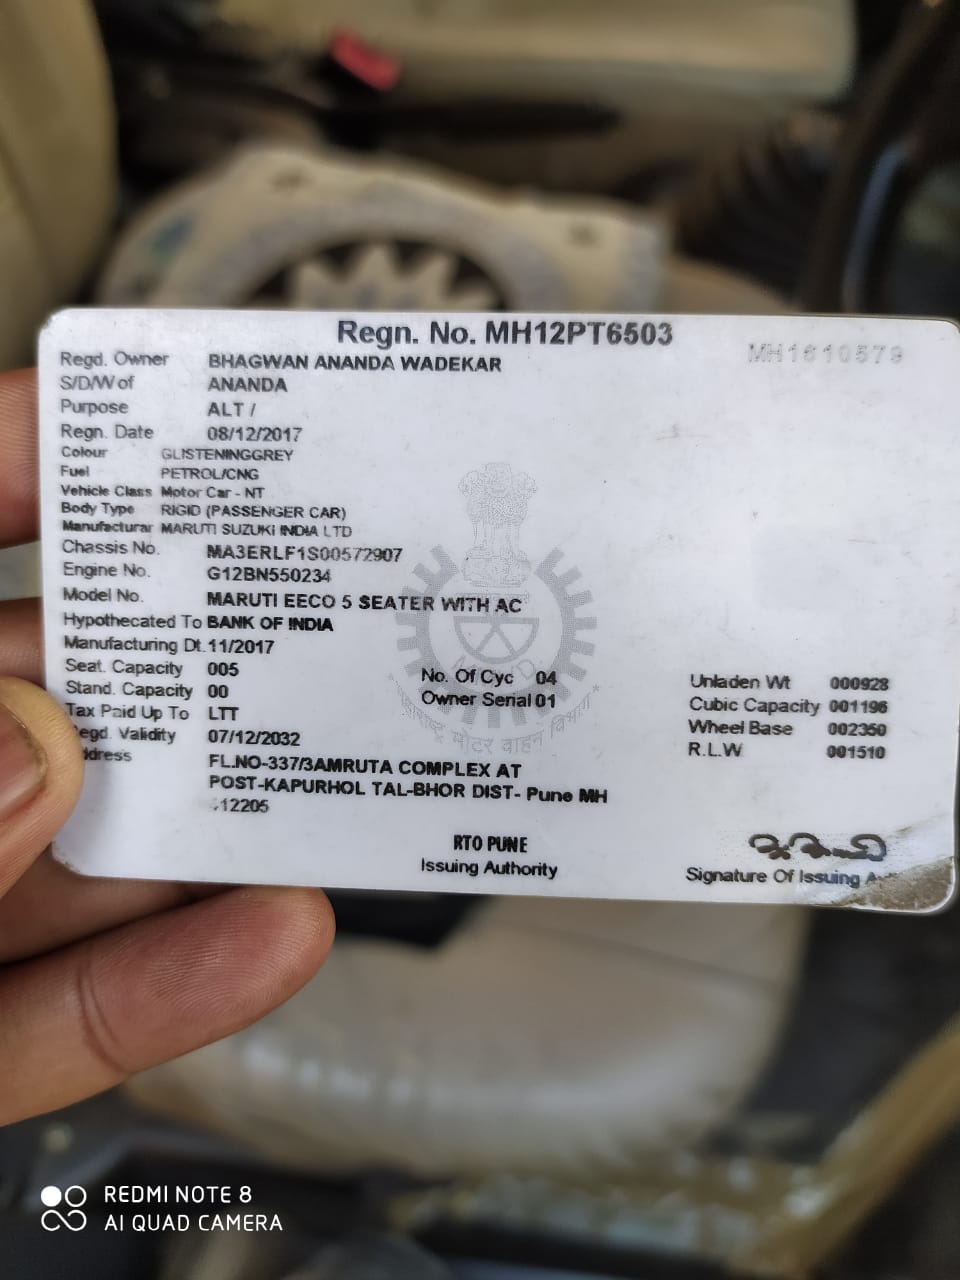 Regn. No. MH12PT6503
MH1610579
Regd. Owner BHAGWAN ANANDA WADEKAR
S/D/W of ANANDA
Purpose ALT /
Regn. Date 08/12/2017
Colour GLISTENINGGREY
Fuel PETROL/CNG
Vehicle Class Motor Car - NT
Body Type RIGID (PASSENGER CAR)
Manufacturar MARUTI SUZUKI INDIA LTD
Chassis No. MA3ERLF1S00572907
Engine No. G12BN550234
Model No. MARUTI EECO 5 SEATER WITH AC
Hypothecated To BANK OF INDIA
Manufacturing Dt. 11/2017
Seat. Capacity 005 No. Of Cyc 04 Unladen Wt 000928
Stand. Capacity 00 Owner Serial 01 Cubic Capacity 001196
Tax Paid Up To LTT Wheel Base 002350
egd. Validity 07/12/2032 R.L.W 001510
dress FL.NO-337/3AMRUTA COMPLEX AT
POST-KAPURHOL TAL-BHOR DIST- Pune MH
12205
मोटर वाहन विभाग
RTO PUNE
Issuing Authority
Signature Of Issuing
REDMI NOTE 8
AI QUAD CAMERA